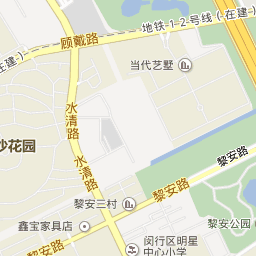 地铁-1-2-号线(在建-)
(在建-)
顾戴路
当代艺墅
水清路
沙花园
水清路
黎安路
黎安三村
黎安路
黎安公园
鑫宝家具店
闵行区明星
中心小学